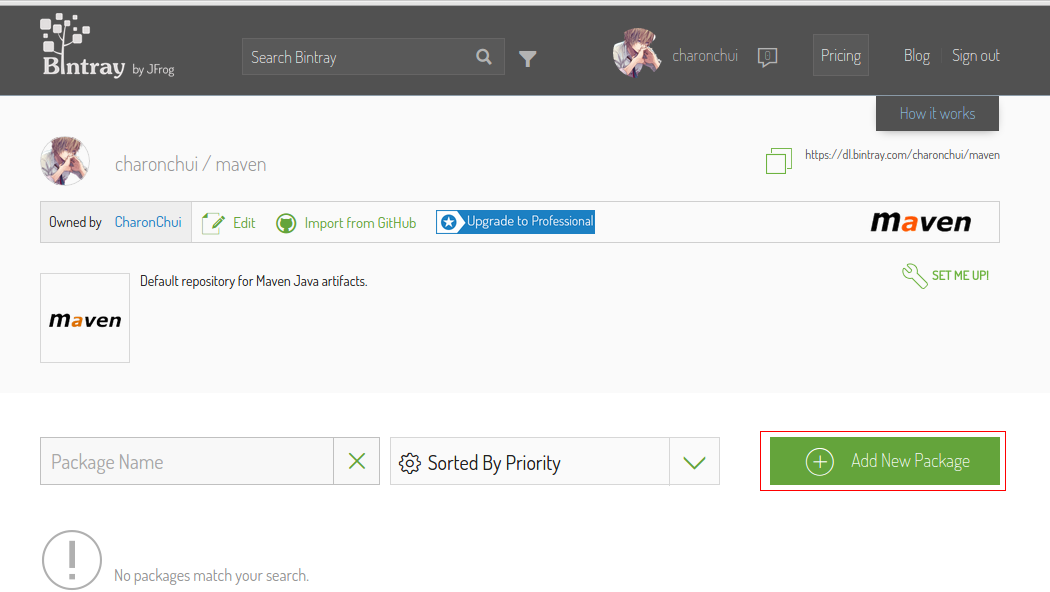 Bintray by JFrog
Search Bintray
charonchui
0
Pricing
Blog
Sign out
How it works
charonchui / maven
https://dl.bintray.com/charonchui/maven
Owned by CharonChui
Edit
Import from GitHub
Upgrade to Professional
maven
Default repository for Maven Java artifacts.
SET ME UP!
maven
Package Name
Sorted By Priority
Add New Package
No packages match your search.